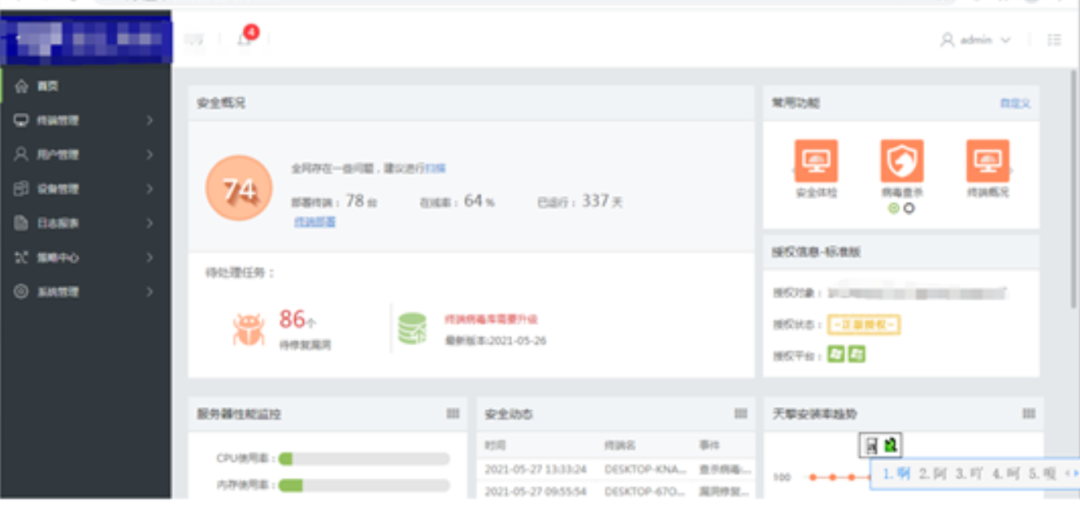 4
admin
首页
终端管理
用户管理
设备管理
日志报表
策略中心
系统管理
安全概况
74
全网存在一些问题，建议进行扫描
部署终端：78 台 在线率：64 % 已运行：337 天
终端部署
待处理任务：
86个
待修复漏洞
终端病毒库需要升级
最新版本:2021-05-26
常用功能 自定义
安全体检 病毒查杀 终端概况
授权信息-标准版
授权对象：
授权状态：正版授权
授权平台：
服务器性能监控
CPU使用率：
内存使用率：
安全动态
时间 终端名 事件
2021-05-27 13:33:24 DESKTOP-KNA... 查杀病毒...
2021-05-27 09:55:54 DESKTOP-67O... 漏洞修复...
天擎安装率趋势
100
1.啊 2.阿 3.吖 4.呵 5.嗄